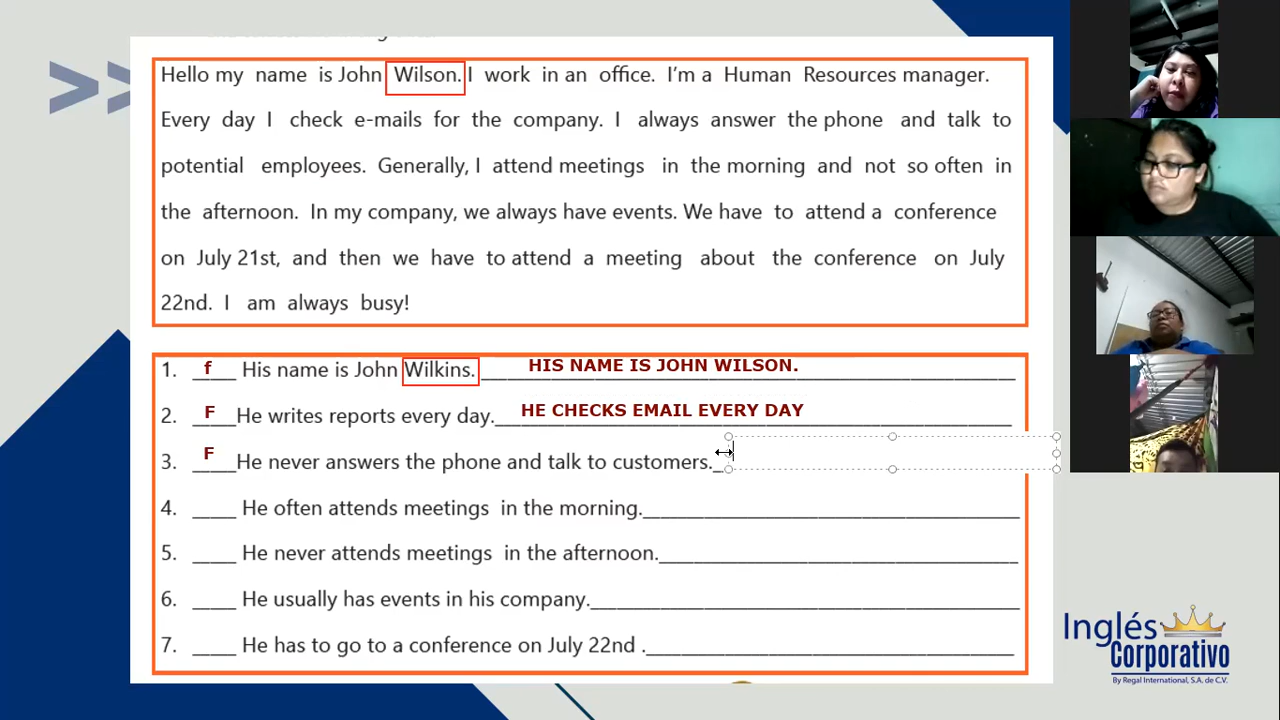 Hello my name is John Wilson. I work in an office. I'm a Human Resources manager.
Every day I check e-mails for the company. I always answer the phone and talk to
potential employees. Generally, I attend meetings in the morning and not so often in
the afternoon. In my company, we always have events. We have to attend a conference
on July 21st, and then we have to attend a meeting about the conference on July
22nd. I am always busy!
1. f His name is John Wilkins. HIS NAME IS JOHN WILSON.
2. F He writes reports every day. HE CHECKS EMAIL EVERY DAY
3. F He never answers the phone and talk to customers.
4. He often attends meetings in the morning.
5. He never attends meetings in the afternoon.
6. He usually has events in his company.
7. He has to go to a conference on July 22nd .
Inglés
Corporativo
By Regal International, S.A. de C.V.